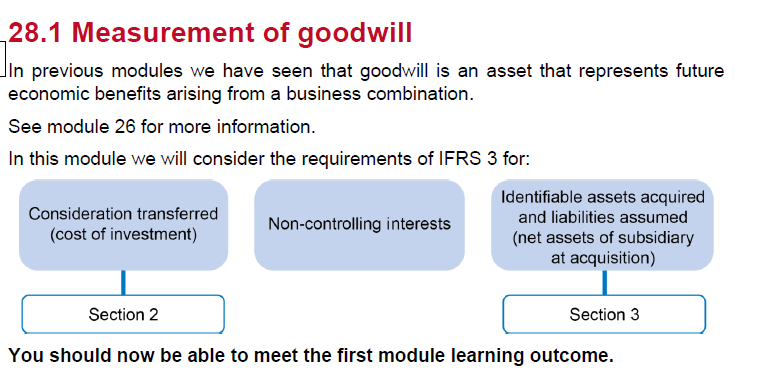 28.1 Measurement of goodwill
In previous modules we have seen that goodwill is an asset that represents future
economic benefits arising from a business combination.
See module 26 for more information.
In this module we will consider the requirements of IFRS 3 for:
Consideration transferred
(cost of investment)
Non-controlling interests
Identifiable assets acquired
and liabilities assumed
(net assets of subsidiary
at acquisition)
Section 2
Section 3
You should now be able to meet the first module learning outcome.